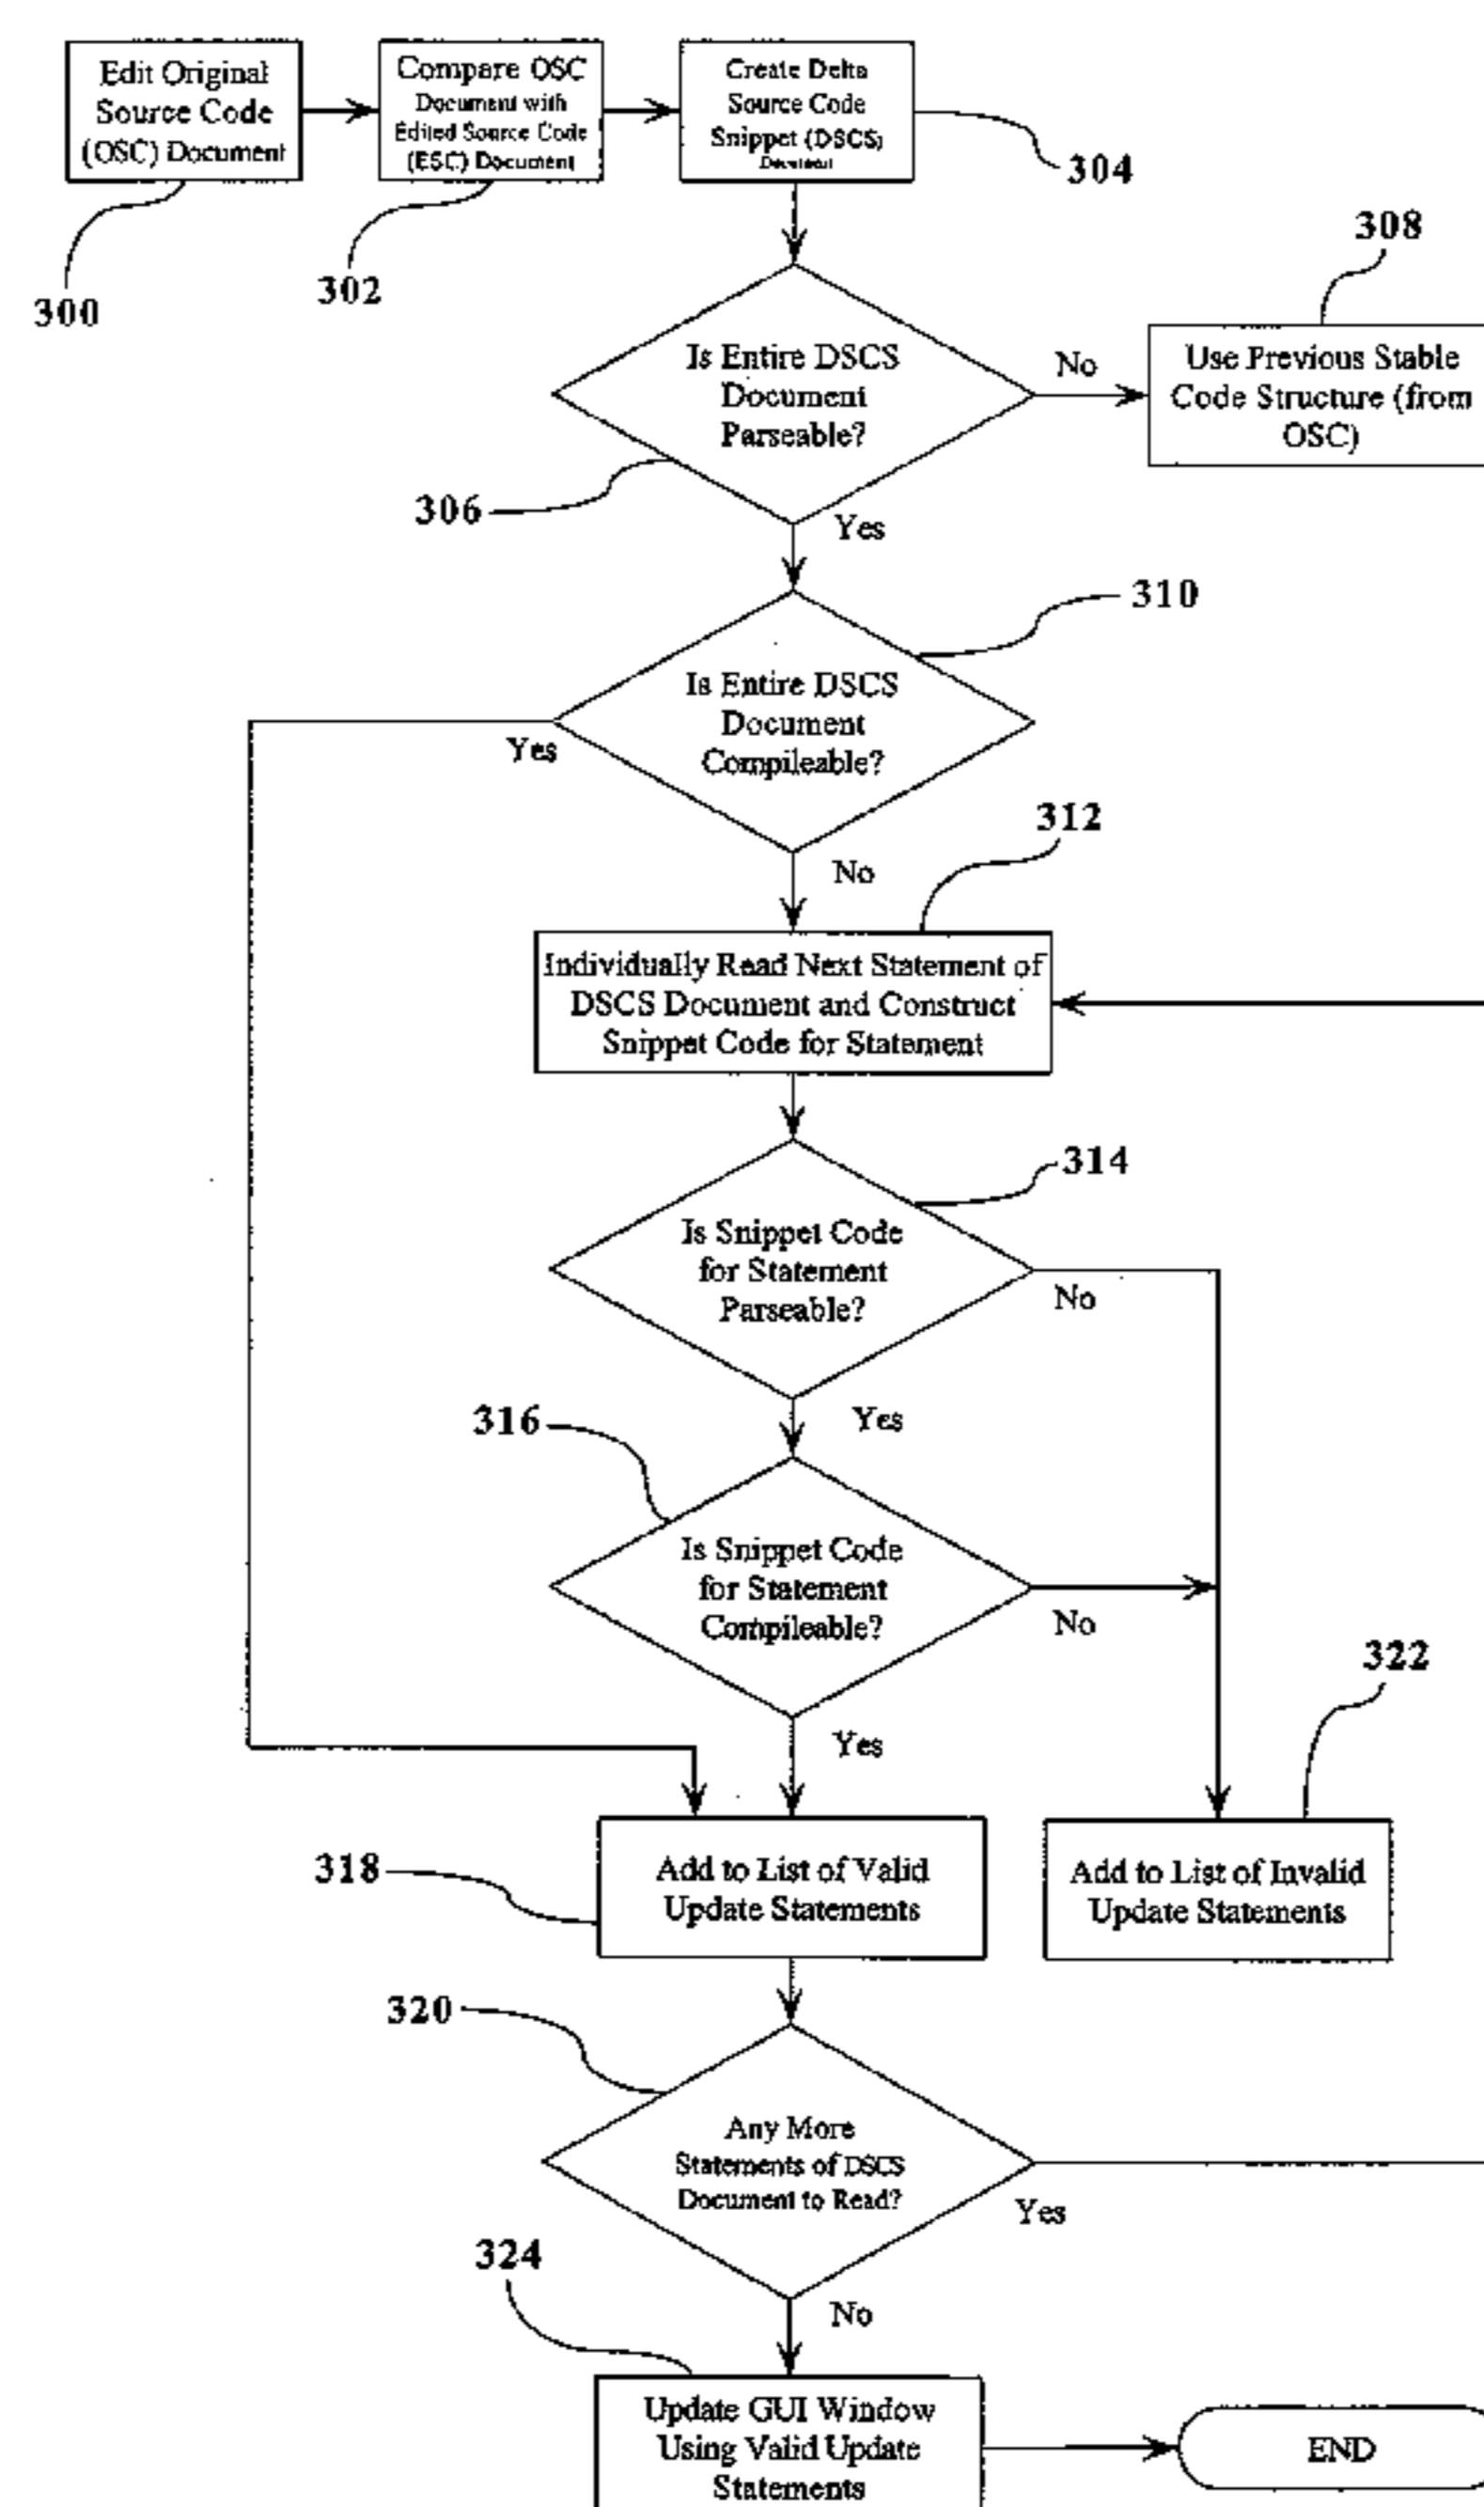 Edit Original
Source Code
(OSC) Document
Compare OSC
Document with
Edited Source Code
(ESC) Document
Create Delta
Source Code
Snippet (DSCS)
Document
304
300
302
308
Is Entire DSCS
Document
Parseable?
No
Use Previous Stable
Code Structure (from
OSC)
306
Yes
310
Is Entire DSCS
Document
Compileable?
Yes
312
No
Individually Read Next Statement of
DSCS Document and Construct
Snippet Code for Statement
314
Is Snippet Code
for Statement
Parseable?
No
316
Yes
Is Snippet Code
for Statement
Compileable?
No
322
Yes
318
Add to List of Valid
Update Statements
Add to List of Invalid
Update Statements
320
Any More
Statements of DSCS
Document to Read?
Yes
324
No
Update GUI Window
Using Valid Update
Statements
END